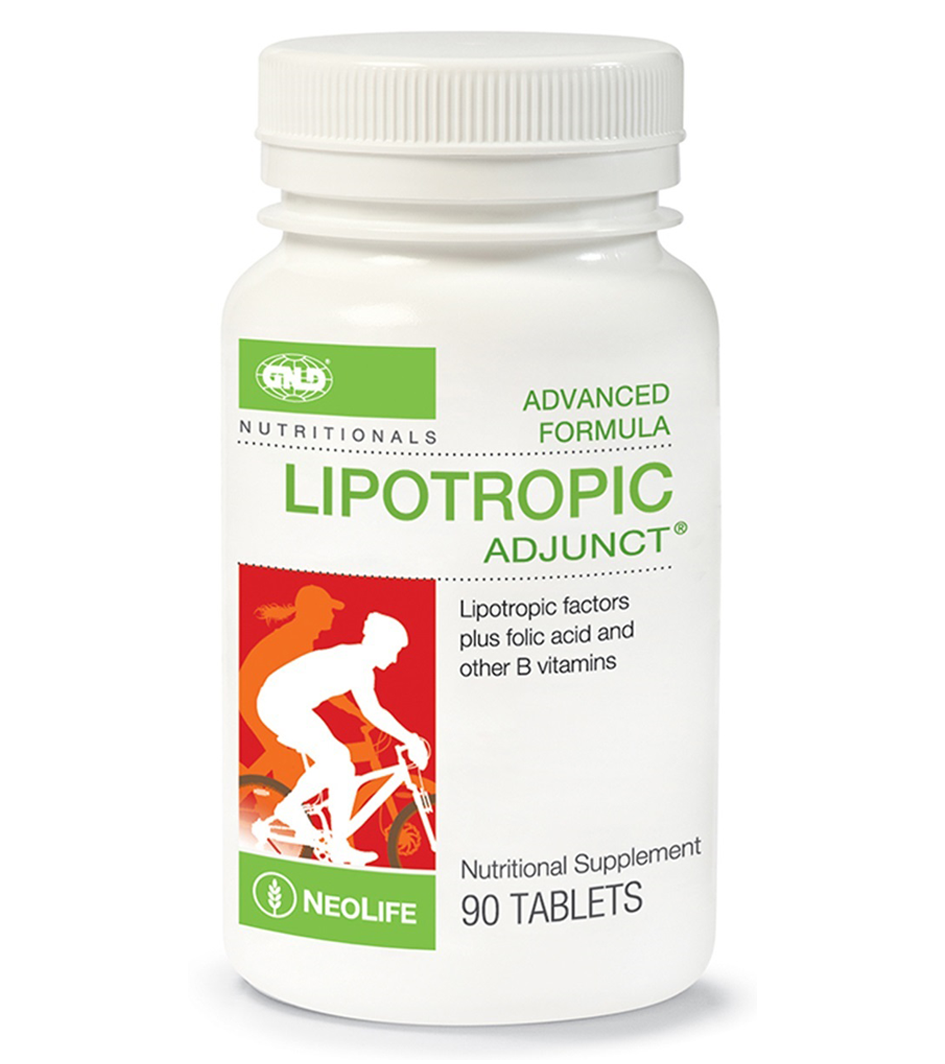 GNLD®
NUTRITIONALS
ADVANCED
FORMULA
LIPOTROPIC
ADJUNCT®
Lipotropic factors
plus folic acid and
other B vitamins
Nutritional Supplement
90 TABLETS
NEOLIFE